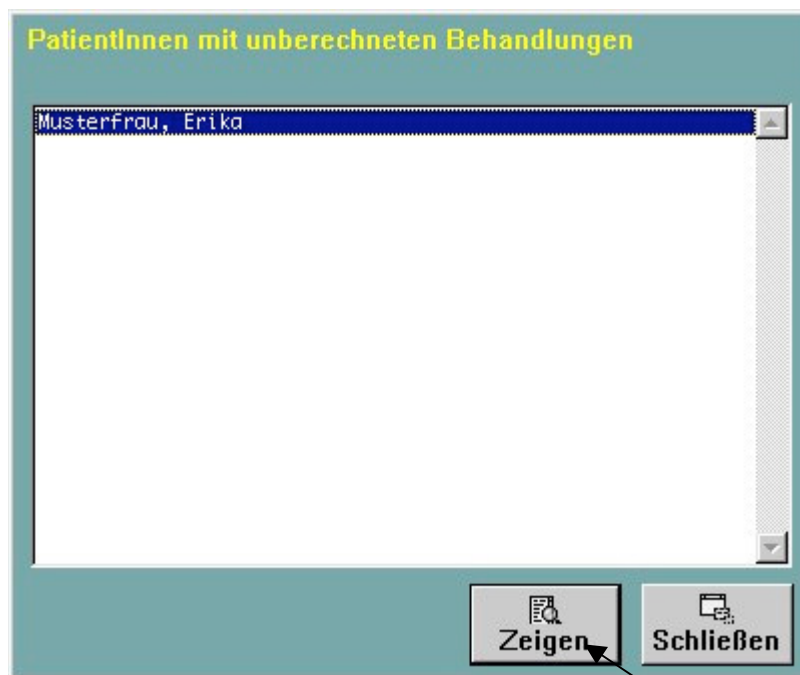 PatientInnen mit unberechneten Behandlungen
Musterfrau, Erika
Zeigen
Schließen